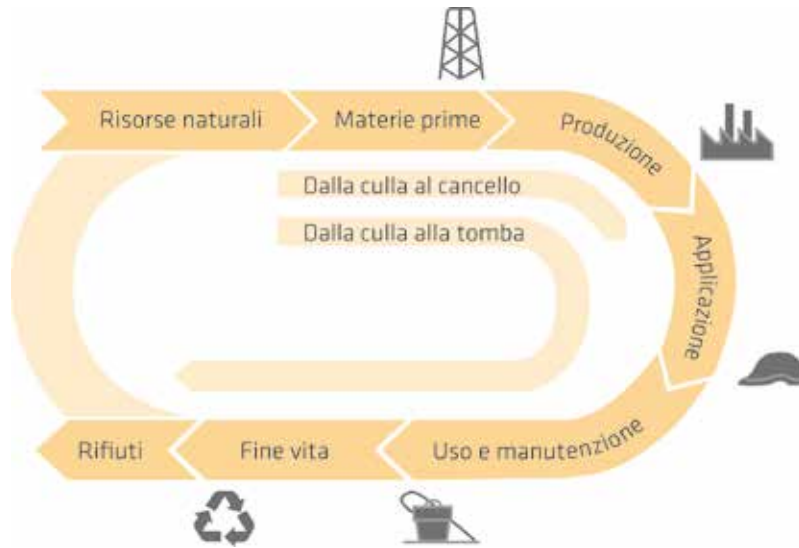 Risorse naturali
Materie prime
Produzione
Dalla culla al cancello
Dalla culla alla tomba
Applicazione
Uso e manutenzione
Fine vita
Rifiuti